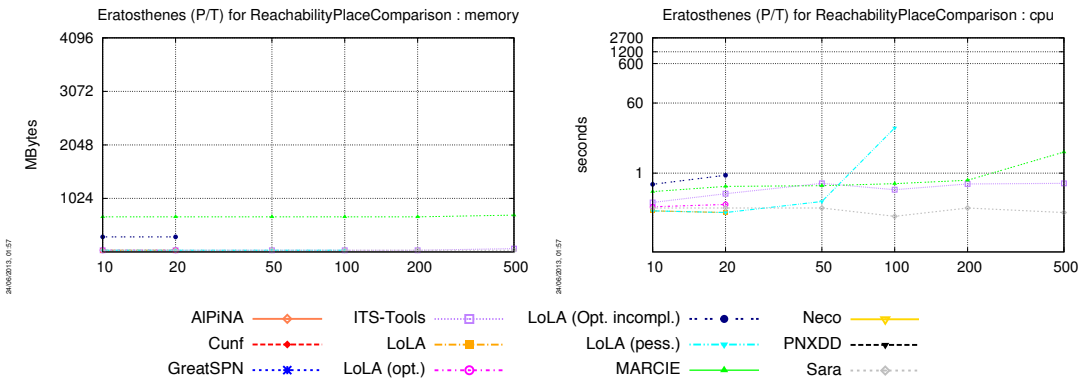 Eratosthenes (P/T) for ReachabilityPlaceComparison : memory
4096
3072
2048
1024
MBytes
10 20 50 100 200 500
24/06/2013, 01:57
Eratosthenes (P/T) for ReachabilityPlaceComparison : cpu
2700
1200
600
60
1
seconds
10 20 50 100 200 500
24/06/2013, 01:57
AlPiNA ITS-Tools LoLA (Opt. incompl.) Neco
Cunf LoLA LoLA (pess.) PNXDD
GreatSPN LoLA (opt.) MARCIE Sara